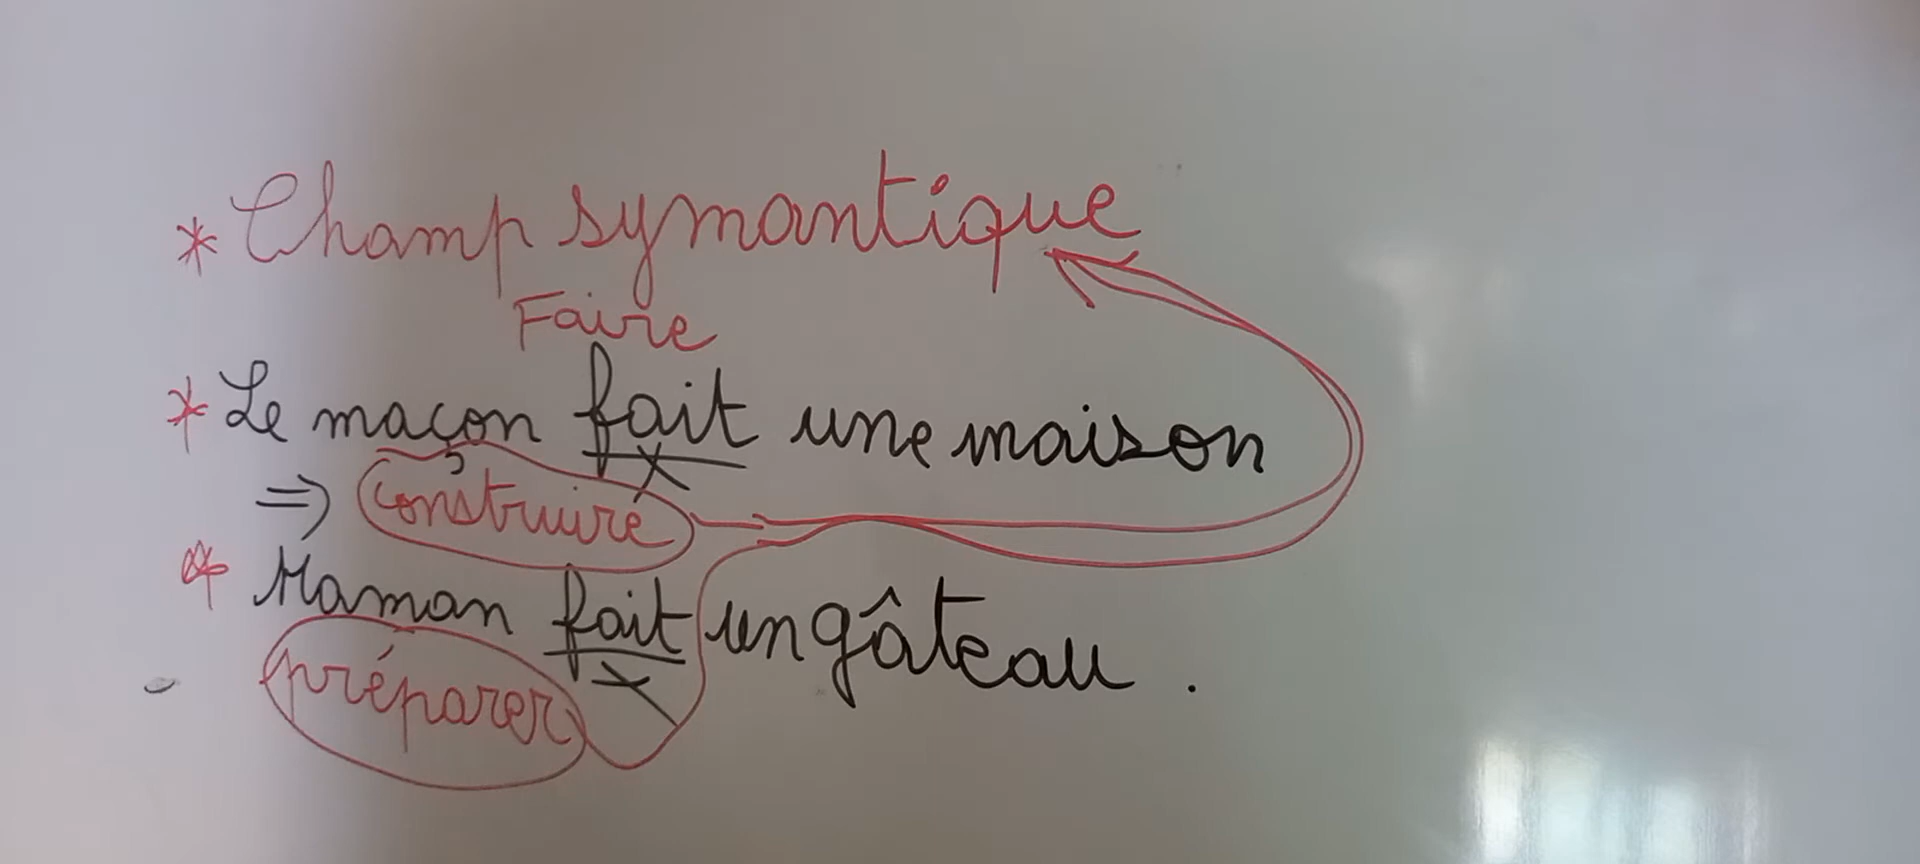 * Champ symantique
Faire
* Le maçon fait une maison
=> construire
* Maman fait un gâteau .
préparer